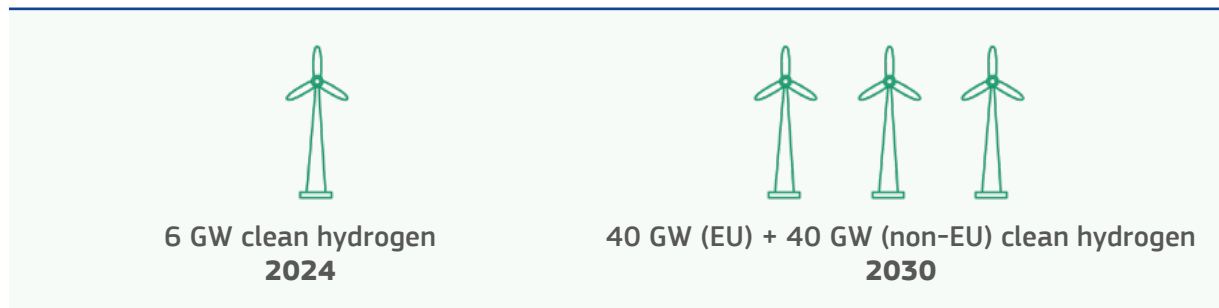 6 GW clean hydrogen
2024
40 GW (EU) + 40 GW (non-EU) clean hydrogen
2030